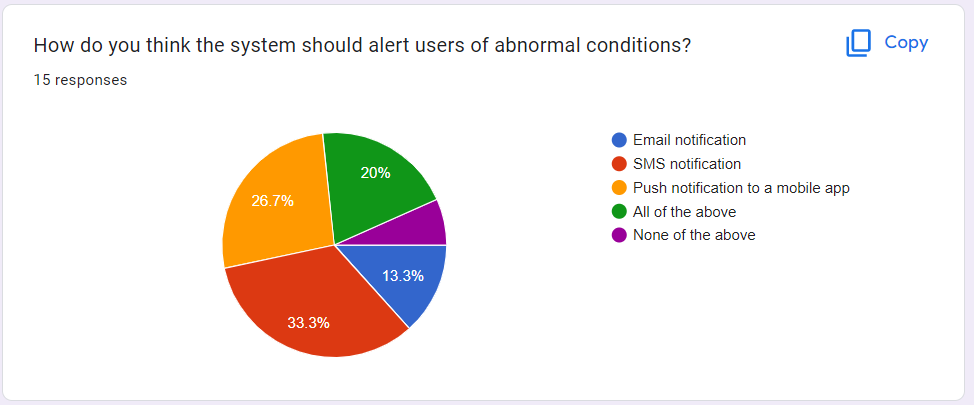 How do you think the system should alert users of abnormal conditions?
Copy
15 responses
20%
26.7%
13.3%
33.3%
Email notification
SMS notification
Push notification to a mobile app
All of the above
None of the above